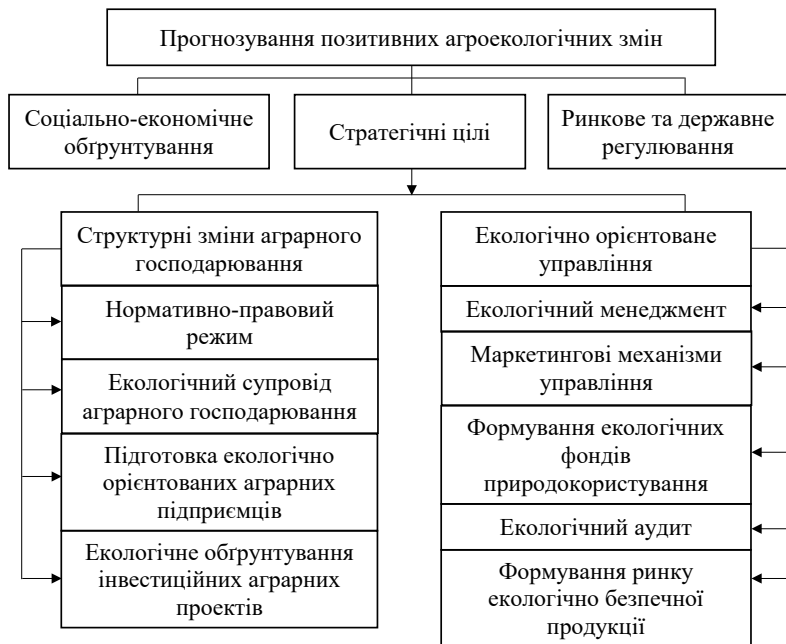 Прогнозування позитивних агроекологічних змін
Соціально-економічне
обґрунтування
Стратегічні цілі
Ринкове та державне
регулювання
Структурні зміни аграрного
господарювання
Нормативно-правовий
режим
Екологічний супровід
аграрного господарювання
Підготовка екологічно
орієнтованих аграрних
підприємців
Екологічне обґрунтування
інвестиційних аграрних
проектів
Екологічно орієнтоване
управління
Екологічний менеджмент
Маркетингові механізми
управління
Формування екологічних
фондів
природокористування
Екологічний аудит
Формування ринку
екологічно безпечної
продукції